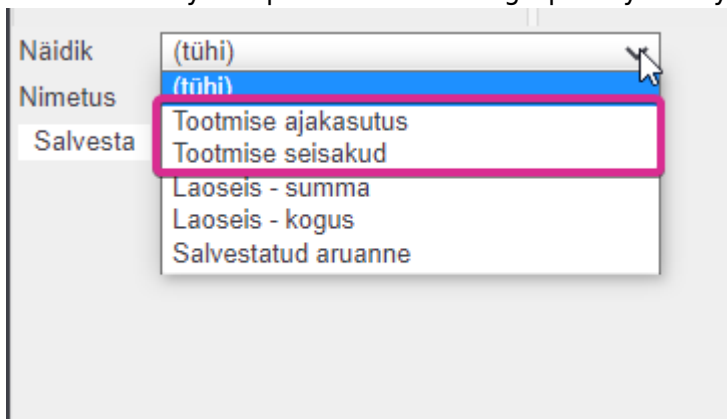 Näidik (tühi)
(tühi)
Nimetus
Tootmise ajakasutus
Salvesta
Tootmise seisakud
Laoseis - summa
Laoseis - kogus
Salvestatud aruanne